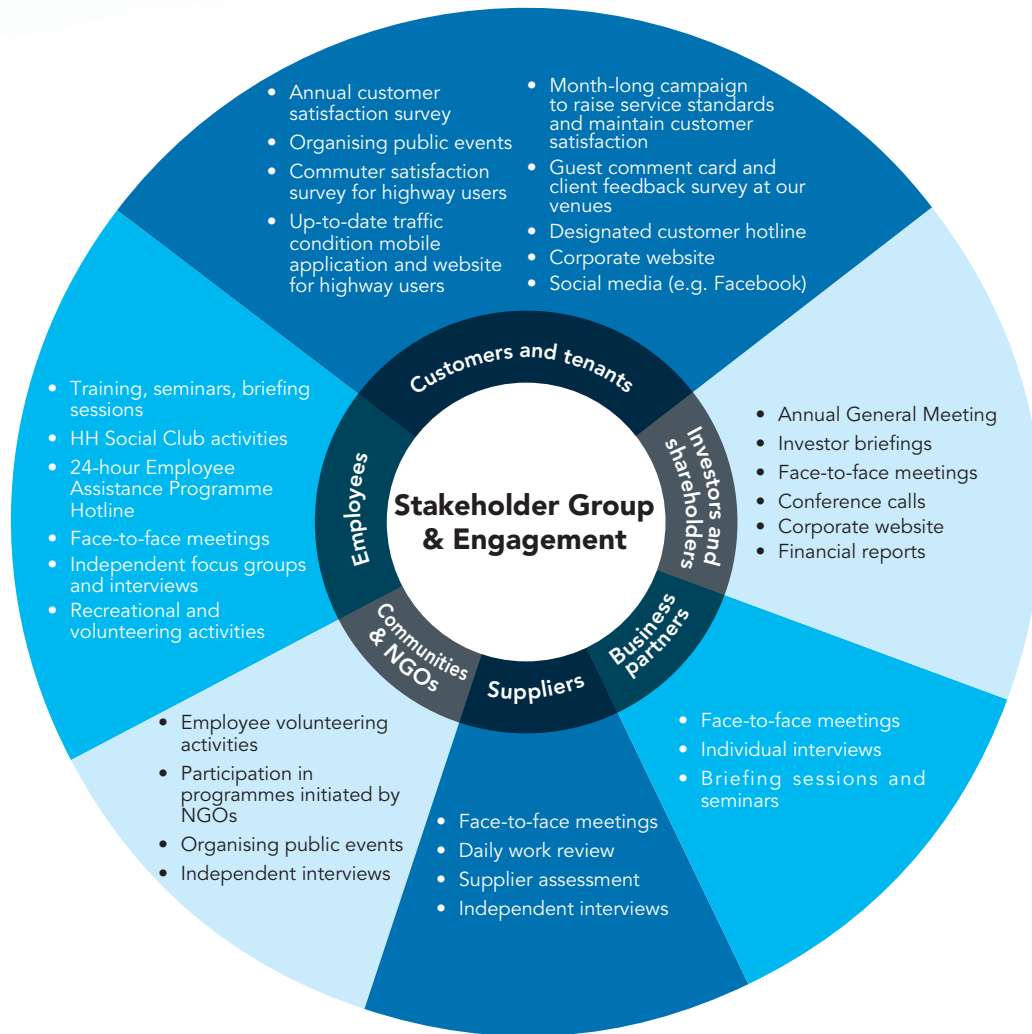 • Annual customer
satisfaction survey
• Organising public events
• Commuter satisfaction
survey for highway users
• Up-to-date traffic
condition mobile
application and website
for highway users
• Month-long campaign
to raise service standards
and maintain customer
satisfaction
• Guest comment card and
client feedback survey at our
venues
• Designated customer hotline
• Corporate website
• Social media (e.g. Facebook)
Customers and tenants
• Training, seminars, briefing
sessions
• HH Social Club activities
• 24-hour Employee
Assistance Programme
Hotline
• Face-to-face meetings
• Independent focus groups
and interviews
• Recreational and
volunteering activities
Employees
Stakeholder Group
& Engagement
Investors and
shareholders
• Annual General Meeting
• Investor briefings
• Face-to-face meetings
• Conference calls
• Corporate website
• Financial reports
Communities
& NGOs
Suppliers
Business
partners
• Employee volunteering
activities
• Participation in
programmes initiated by
NGOs
• Organising public events
• Independent interviews
• Face-to-face meetings
• Daily work review
• Supplier assessment
• Independent interviews
• Face-to-face meetings
• Individual interviews
• Briefing sessions and
seminars